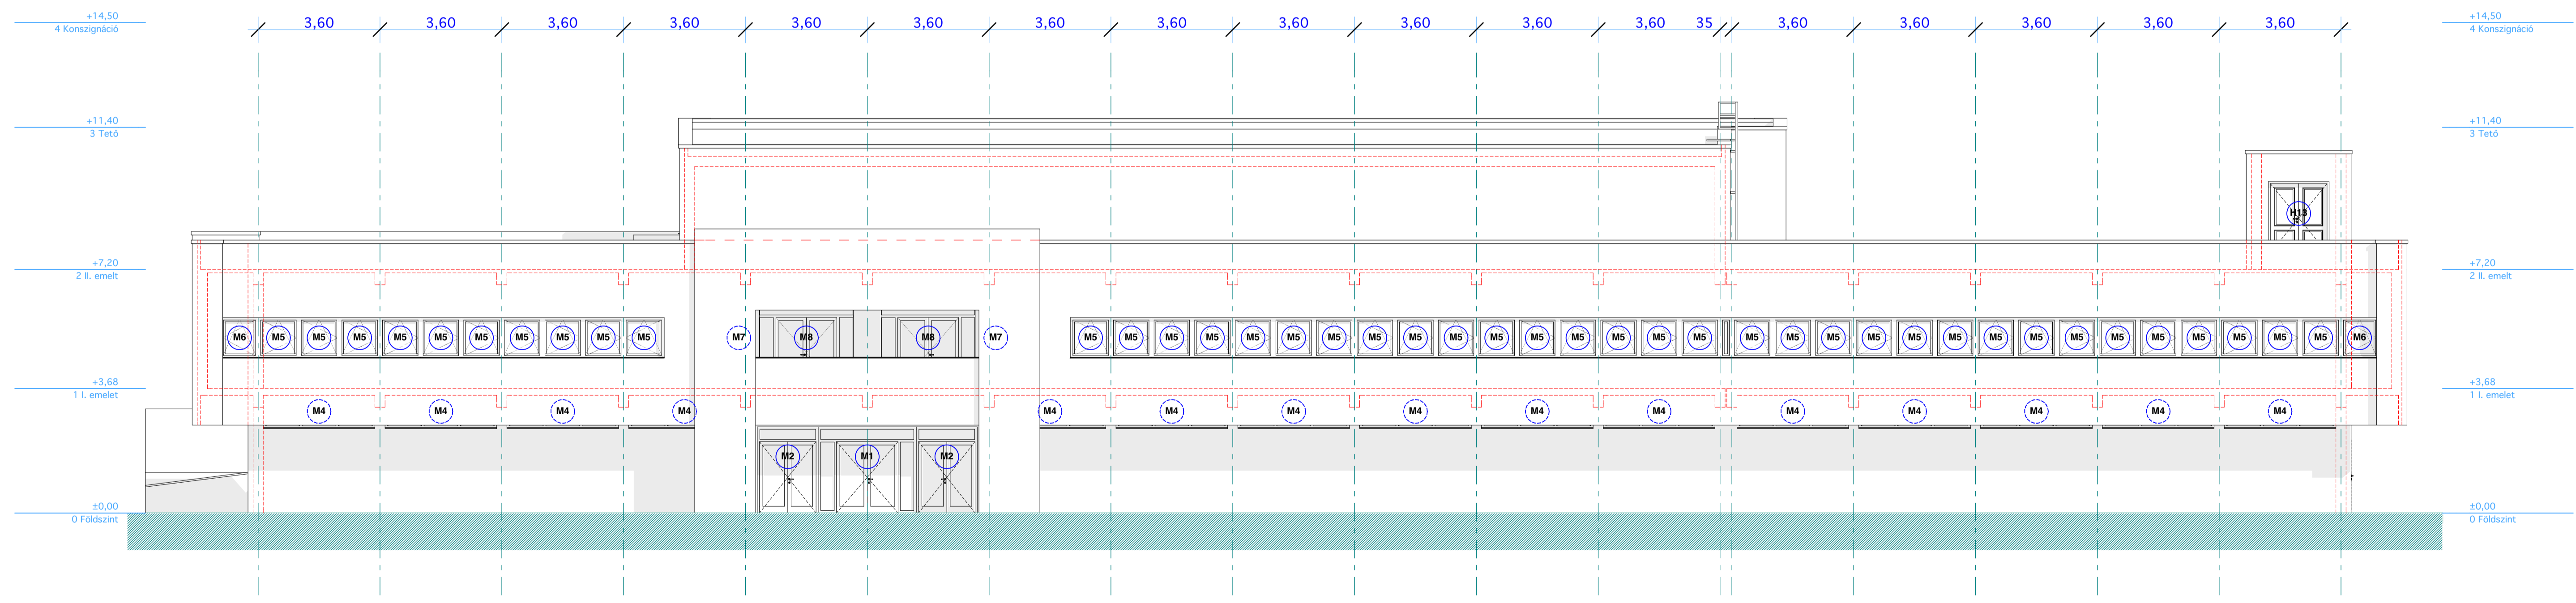 +14,50 3,60 3,60 3,60 3,60 3,60 3,60 3,60 3,60 3,60 3,60 3,60 3,60 35 3,60 3,60 3,60 3,60 3,60 +14,50
4 Konszignáció 4 Konszignáció
+11,40 +11,40
3 Tető 3 Tető
H13
+7,20 +7,20
2 II. emelt 2 II. emelt
M6 M5 M5 M5 M5 M5 M5 M5 M5 M5 M5 M7 M8 M8 M7 M5 M5 M5 M5 M5 M5 M5 M5 M5 M5 M5 M5 M5 M5 M5 M5 M5 M5 M5 M5 M5 M5 M5 M5 M5 M5 M5 M5 M5 M5 M5 M6
+3,68 +3,68
1 I. emelet 1 I. emelet
M4 M4 M4 M4 M4 M4 M4 M4 M4 M4 M4 M4 M4 M4 M4
M2 M1 M2
±0,00 ±0,00
0 Földszint 0 Földszint